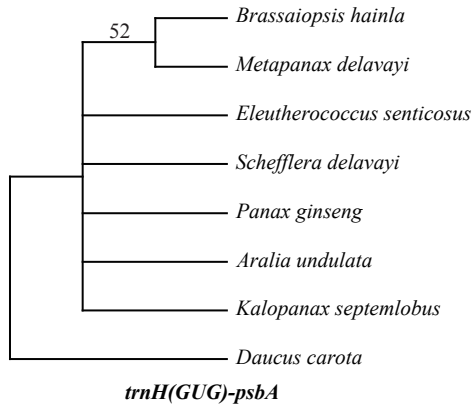 Brassaiopsis hainla
52
Metapanax delavayi
Eleutherococcus senticosus
Schefflera delavayi
Panax ginseng
Aralia undulata
Kalopanax septemlobus
Daucus carota
trnH(GUG)-psbA